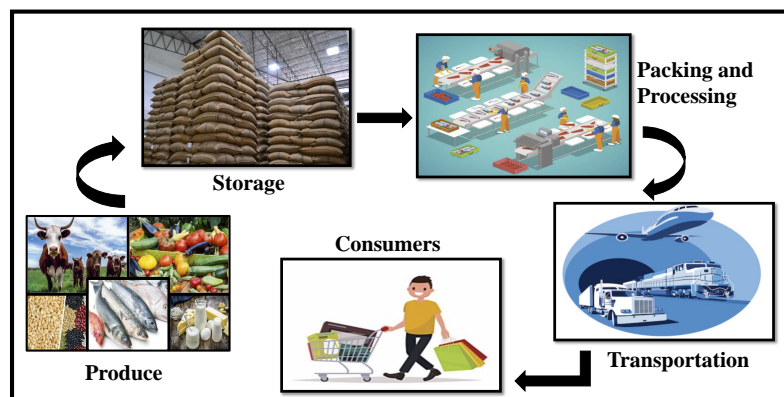 Storage
Packing and
Processing
Transportation
Consumers
Produce